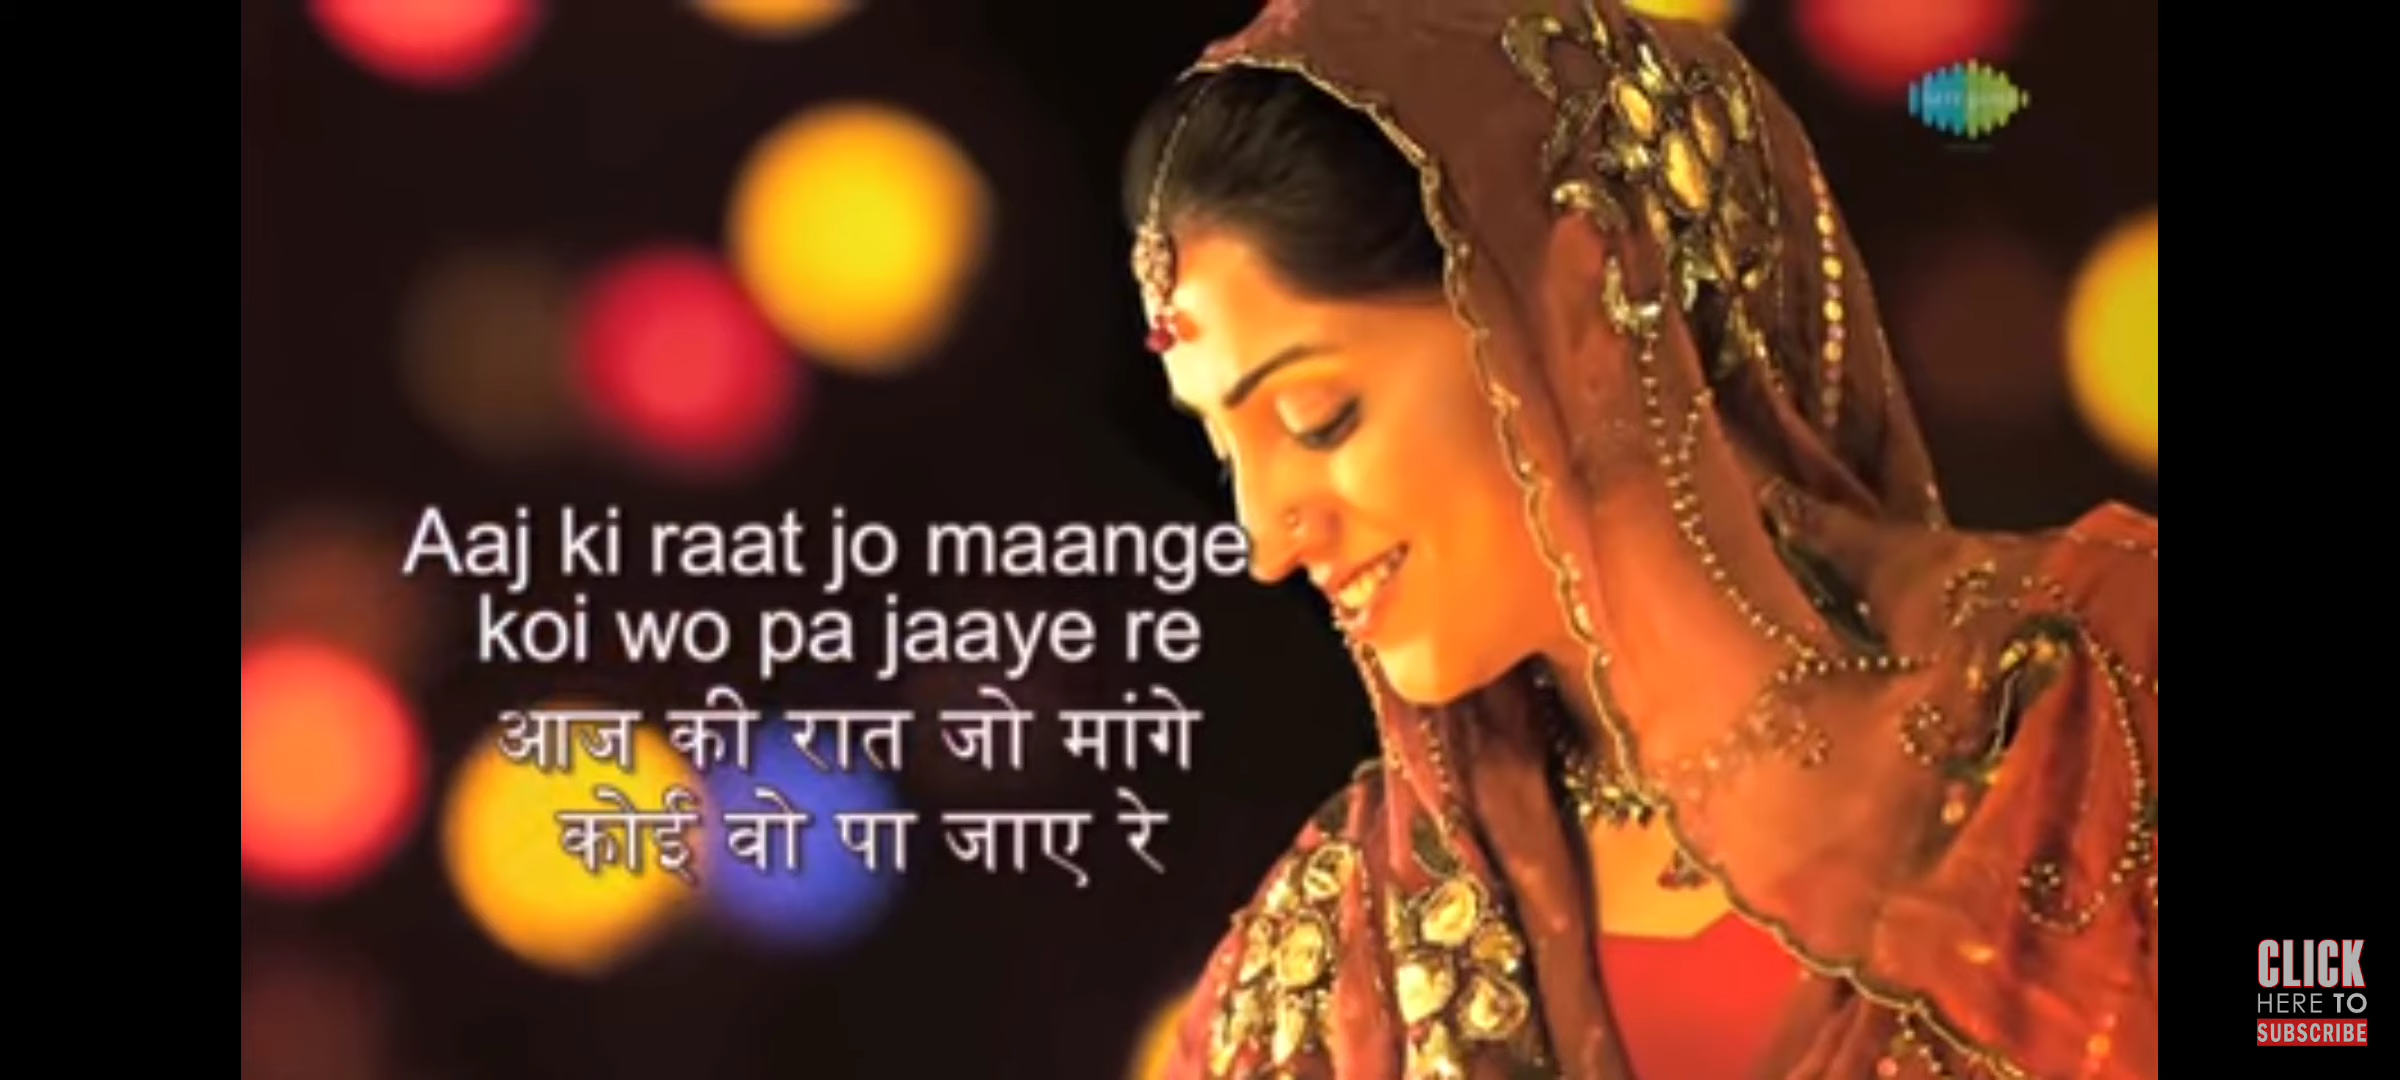 Aaj ki raat jo maange
koi wo pa jaaye re
आज की रात जो मांगे
कोई वो पा जाए रे
CLICK
HERE TO
SUBSCRIBE